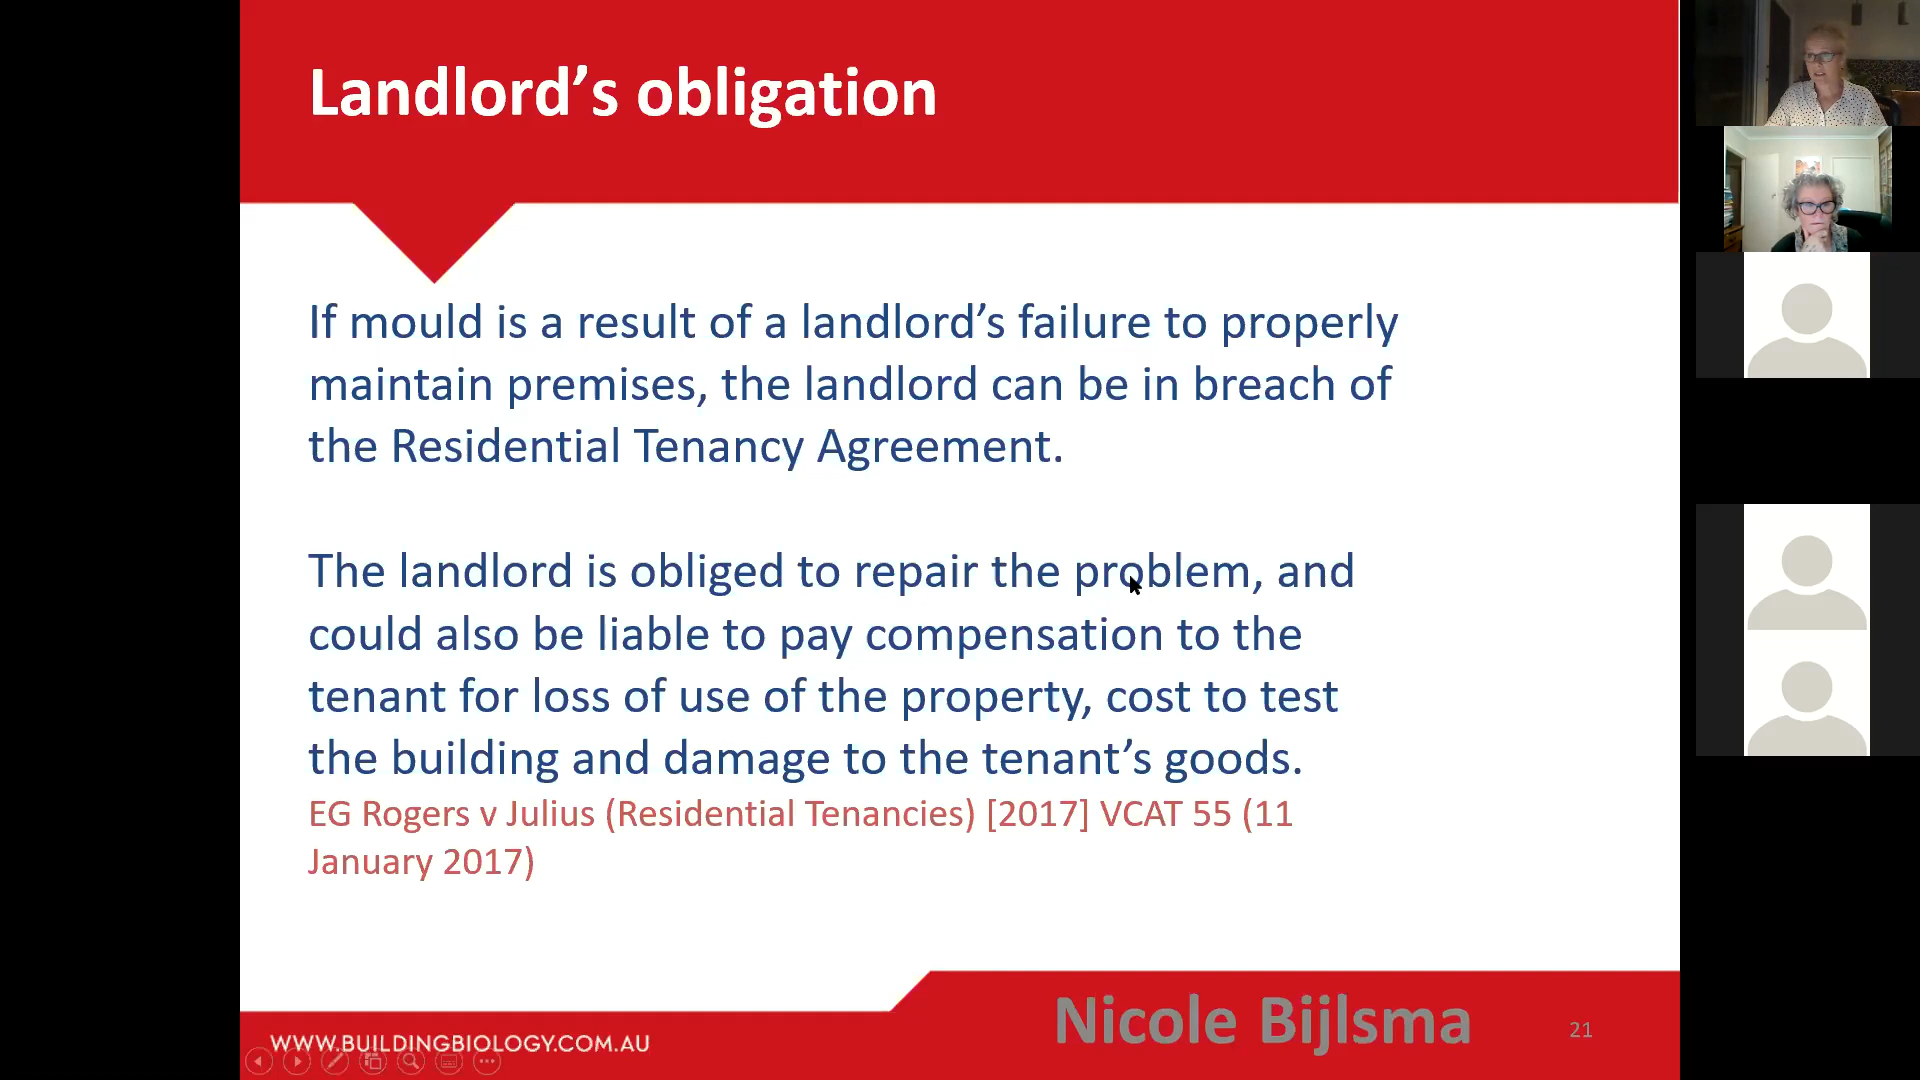 Landlord’s obligation
If mould is a result of a landlord’s failure to properly
maintain premises, the landlord can be in breach of
the Residential Tenancy Agreement.
The landlord is obliged to repair the problem, and
could also be liable to pay compensation to the
tenant for loss of use of the property, cost to test
the building and damage to the tenant’s goods.
EG Rogers v Julius (Residential Tenancies) [2017] VCAT 55 (11
January 2017)
Nicole Bijlsma
21
WWW.BUILDINGBIOLOGY.COM.AU